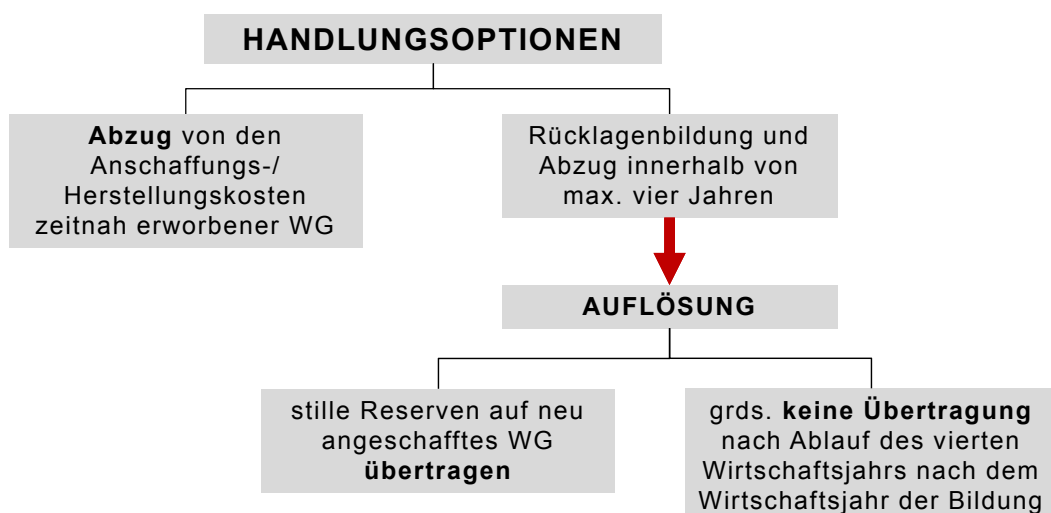 HANDLUNGSOPTIONEN
Abzug von den
Anschaffungs-/
Herstellungskosten
zeitnah erworbener WG
Rücklagenbildung und
Abzug innerhalb von
max. vier Jahren
AUFLÖSUNG
stille Reserven auf neu
angeschafftes WG
übertragen
grds. keine Übertragung
nach Ablauf des vierten
Wirtschaftsjahrs nach dem
Wirtschaftsjahr der Bildung